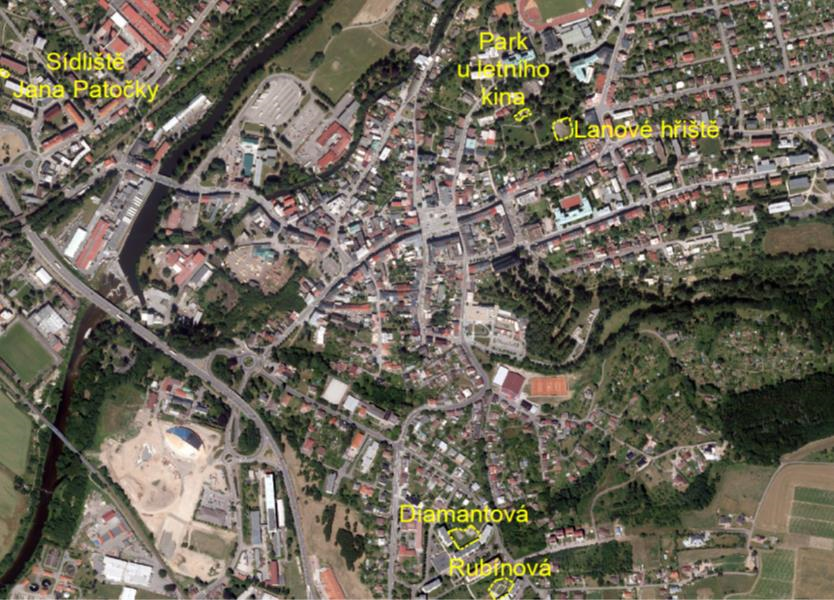 Sídliště
Jana Patočky
Park
u letního
kina
Lanové hřiště
Diamantová
Rubínová